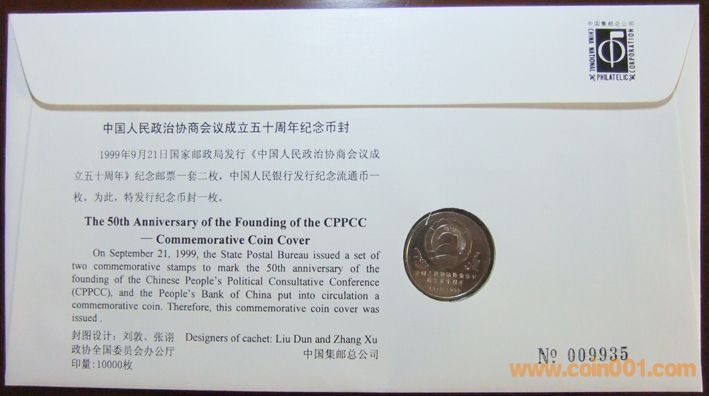 中国集邮总公司
CHINA NATIONAL
PHILATELIC
CORPORATION
中国人民政治协商会议成立五十周年纪念币封
1999年9月21日国家邮政局发行《中国人民政治协商会议成
立五十周年》纪念邮票一套二枚，中国人民银行发行纪念流通币一
枚。为此，特发行纪念币封一枚。
The 50th Anniversary of the Founding of the CPPCC
— Commemorative Coin Cover
On September 21, 1999, the State Postal Bureau issued a set of
two commemorative stamps to mark the 50th anniversary of the
founding of the Chinese People's Political Consultative Conference
(CPPCC), and the People's Bank of China put into circulation a
commemorative coin. Therefore, this commemorative coin cover was
issued .
封图设计：刘敦、张诩 Designers of cachet: Liu Dun and Zhang Xu
政协全国委员会办公厅 中国集邮总公司
印量：10000枚
№ 009935
www.coin001.com